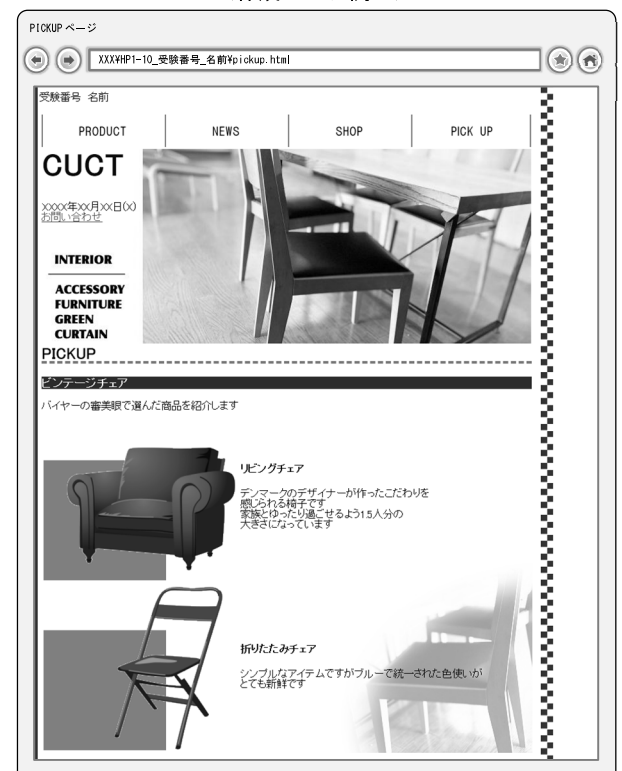 PICKUP ページ
XXX¥HP1-10_受験番号_名前¥pickup.html
受験番号 名前
PRODUCT NEWS SHOP PICK UP
CUCT
xxxx年xx月xx日(x)
お問い合わせ
INTERIOR
ACCESSORY
FURNITURE
GREEN
CURTAIN
PICKUP
ビンテージチェア
バイヤーの審美眼で選んだ商品を紹介します
リビングチェア
デンマークのデザイナーが作ったこだわりを
感じられる椅子です
家族とゆったり過ごせるよう1.5人分の
大きさになっています
折りたたみチェア
シンプルなアイテムですがブルーで統一された色使いが
とても新鮮です